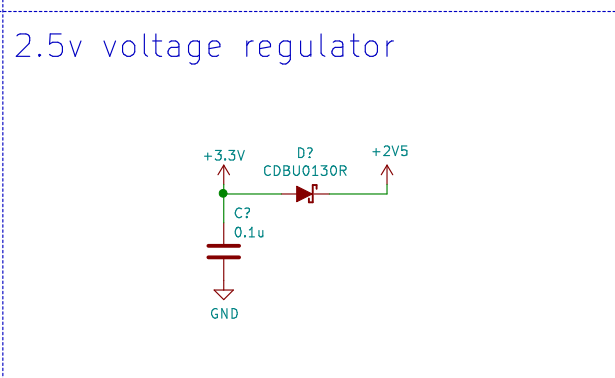 2.5v voltage regulator
+3.3V
D?
CDBU0130R
+2V5
C?
0.1u
GND